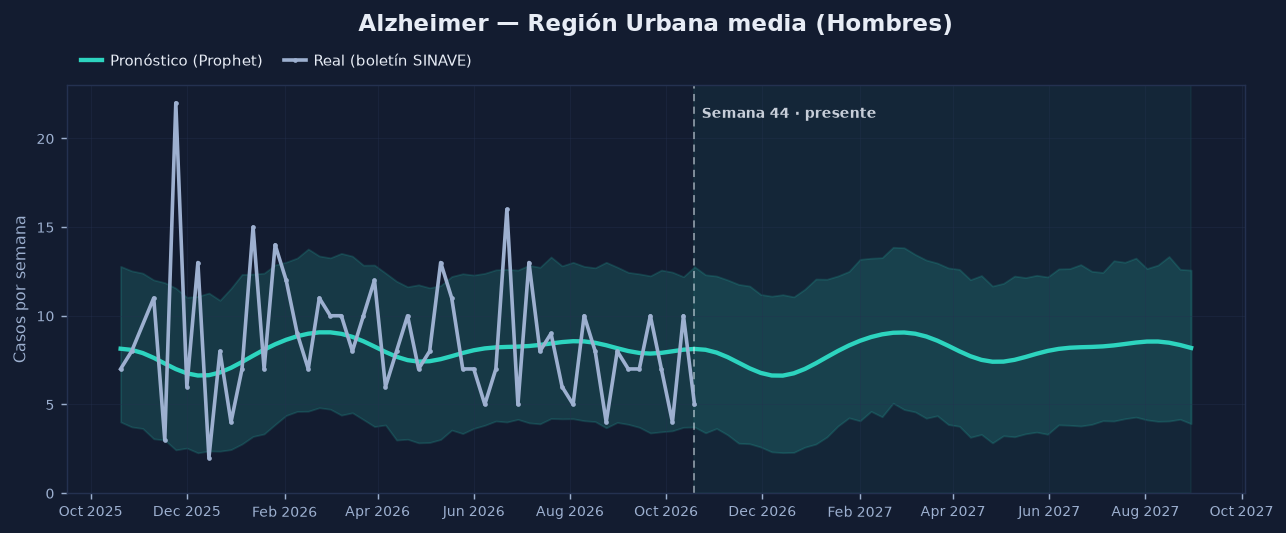 Alzheimer — Región Urbana media (Hombres)
Pronóstico (Prophet)
Real (boletín SINAVE)
Semana 44 · presente
Casos por semana
20
15
10
5
0
Oct 2025
Dec 2025
Feb 2026
Apr 2026
Jun 2026
Aug 2026
Oct 2026
Dec 2026
Feb 2027
Apr 2027
Jun 2027
Aug 2027
Oct 2027